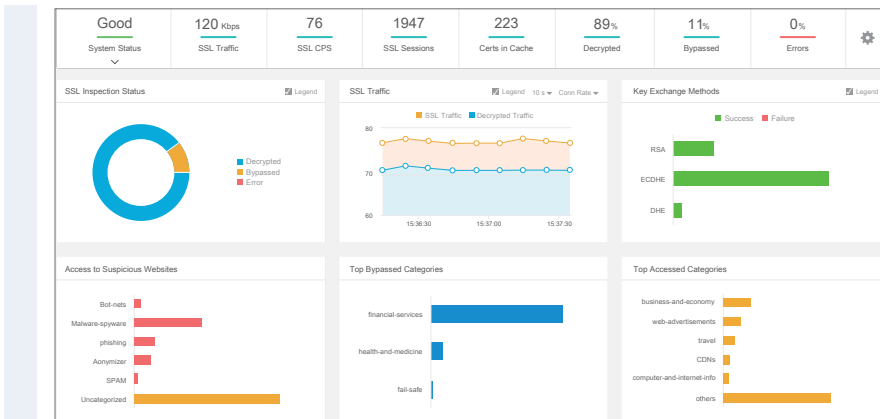 Good
System Status
120 Kbps
SSL Traffic
76
SSL CPS
1947
SSL Sessions
223
Certs in Cache
89%
Decrypted
11%
Bypassed
0%
Errors
SSL Inspection Status
Legend
Decrypted
Bypassed
Error
SSL Traffic
Legend 10 s Conn Rate
SSL Traffic Decrypted Traffic
80
70
60
15:36:30 15:37:00 15:37:30
Key Exchange Methods
Legend
Success Failure
RSA
ECDHE
DHE
Access to Suspicious Websites
Bot-nets
Malware-spyware
phishing
Aonymizer
SPAM
Uncategorized
Top Bypassed Categories
financial-services
health-and-medicine
fail-safe
Top Accessed Categories
business-and-economy
web-advertisements
travel
CDNs
computer-and-internet-info
others